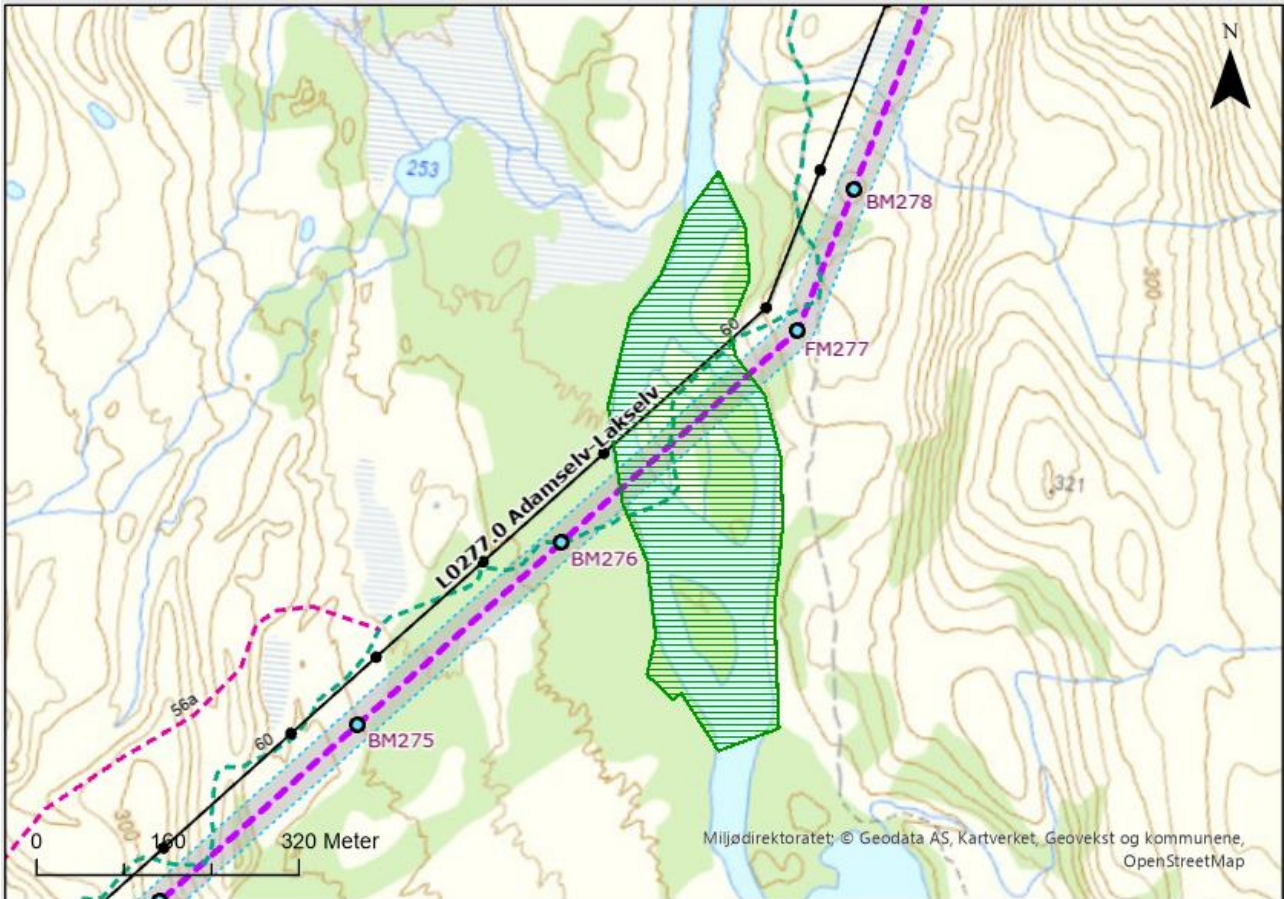 N
253
BM278
300
60
FM277
L0277.0 Adamselv-Lakselv
321
BM276
56a
60
BM275
300
0 160 320 Meter
Miljødirektoratet; © Geodata AS, Kartverket, Geovekst og kommunene,
OpenStreetMap